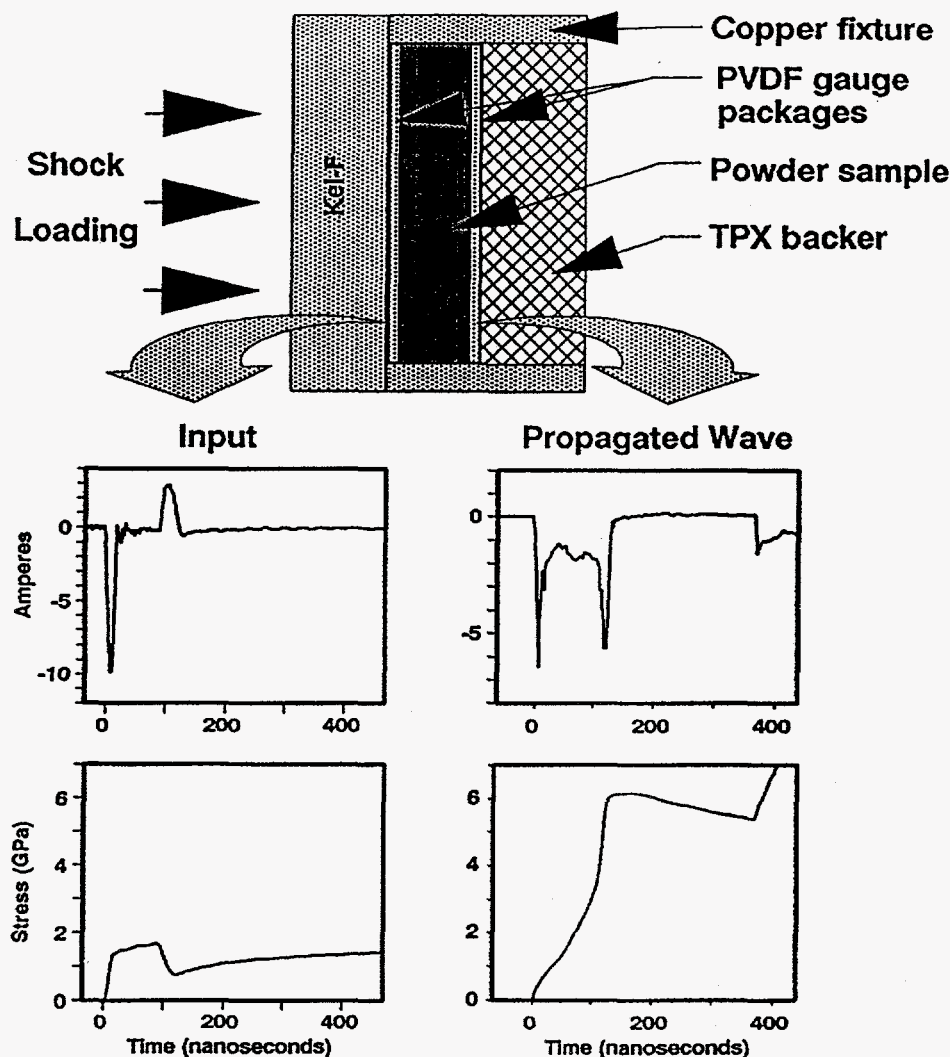 Copper fixture
PVDF gauge
packages
Shock
Powder sample
Kel-F
Loading
TPX backer
Input
Propagated Wave
Amperes
0
-5
-10
0
200
400
0
-5
0
200
400
Stress (GPa)
6
4
2
0
0
200
400
Time (nanoseconds)
6
4
2
0
0
200
400
Time (nanoseconds)